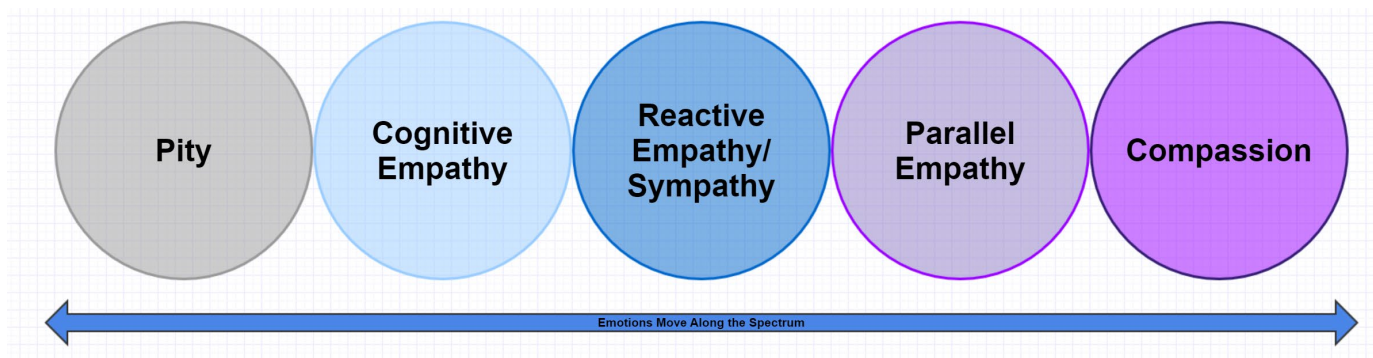 Pity
Cognitive
Empathy
Reactive
Empathy/
Sympathy
Parallel
Empathy
Compassion
Emotions Move Along the Spectrum